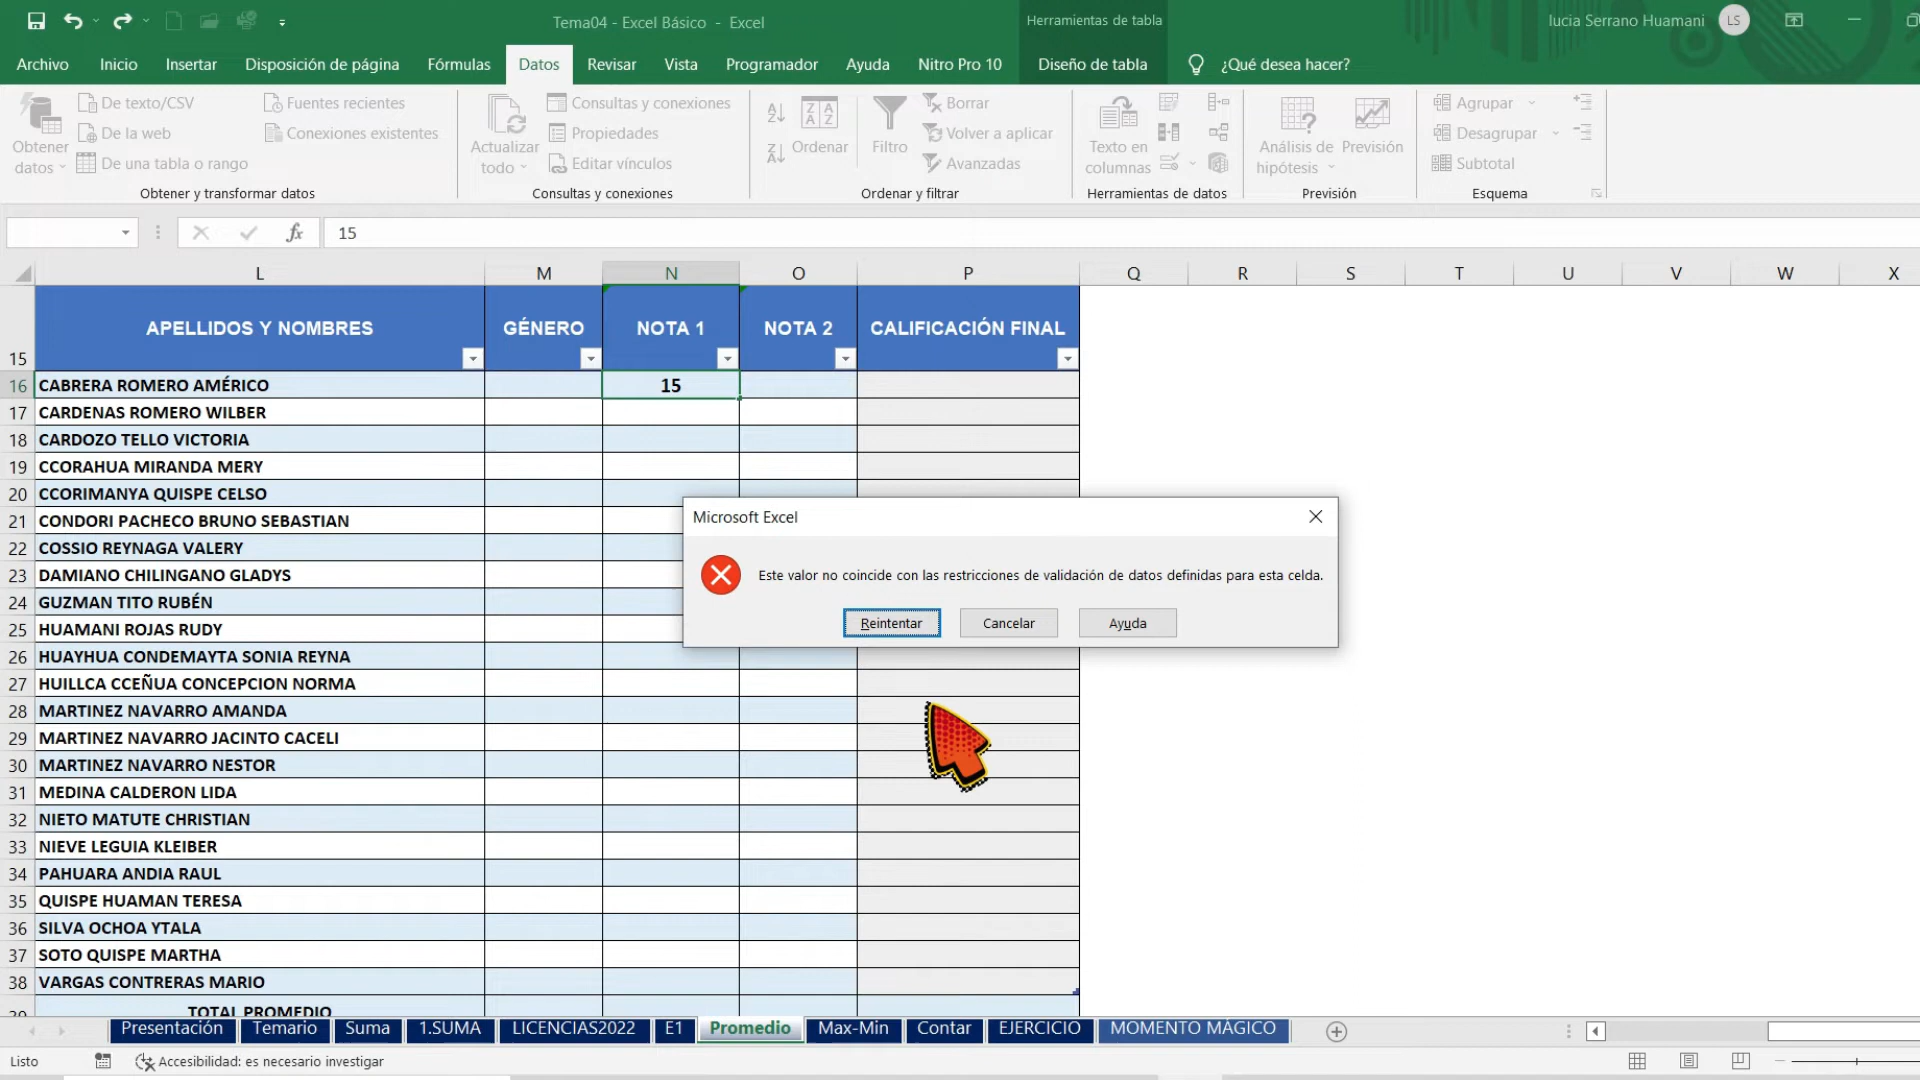 Tema04 - Excel Básico - Excel
Herramientas de tabla
lucia Serrano Huamani
LS
Archivo
Inicio
Insertar
Disposición de página
Fórmulas
Datos
Revisar
Vista
Programador
Ayuda
Nitro Pro 10
Diseño de tabla
¿Qué desea hacer?
Obtener datos
De texto/CSV
De la web
De una tabla o rango
Fuentes recientes
Conexiones existentes
Obtener y transformar datos
Actualizar todo
Consultas y conexiones
Propiedades
Editar vínculos
Consultas y conexiones
Ordenar
Filtro
Borrar
Volver a aplicar
Avanzadas
Ordenar y filtrar
Texto en columnas
Herramientas de datos
Análisis de hipótesis
Previsión
Previsión
Agrupar
Desagrupar
Subtotal
Esquema
fx 15
L M N O P Q R S T U V W X
15 APELLIDOS Y NOMBRES GÉNERO NOTA 1 NOTA 2 CALIFICACIÓN FINAL
16 CABRERA ROMERO AMÉRICO 15
17 CARDENAS ROMERO WILBER
18 CARDOZO TELLO VICTORIA
19 CCORAHUA MIRANDA MERY
20 CCORIMANYA QUISPE CELSO
21 CONDORI PACHECO BRUNO SEBASTIAN
22 COSSIO REYNAGA VALERY
23 DAMIANO CHILINGANO GLADYS
24 GUZMAN TITO RUBÉN
25 HUAMANI ROJAS RUDY
26 HUAYHUA CONDEMAYTA SONIA REYNA
27 HUILLCA CCEÑUA CONCEPCION NORMA
28 MARTINEZ NAVARRO AMANDA
29 MARTINEZ NAVARRO JACINTO CACELI
30 MARTINEZ NAVARRO NESTOR
31 MEDINA CALDERON LIDA
32 NIETO MATUTE CHRISTIAN
33 NIEVE LEGUIA KLEIBER
34 PAHUARA ANDIA RAUL
35 QUISPE HUAMAN TERESA
36 SILVA OCHOA YTALA
37 SOTO QUISPE MARTHA
38 VARGAS CONTRERAS MARIO
39 TOTAL PROMEDIO
Microsoft Excel
Este valor no coincide con las restricciones de validación de datos definidas para esta celda.
Reintentar
Cancelar
Ayuda
Presentación
Temario
Suma
1.SUMA
LICENCIAS2022
E1
Promedio
Max-Min
Contar
EJERCICIO
MOMENTO MÁGICO
Listo
Accesibilidad: es necesario investigar